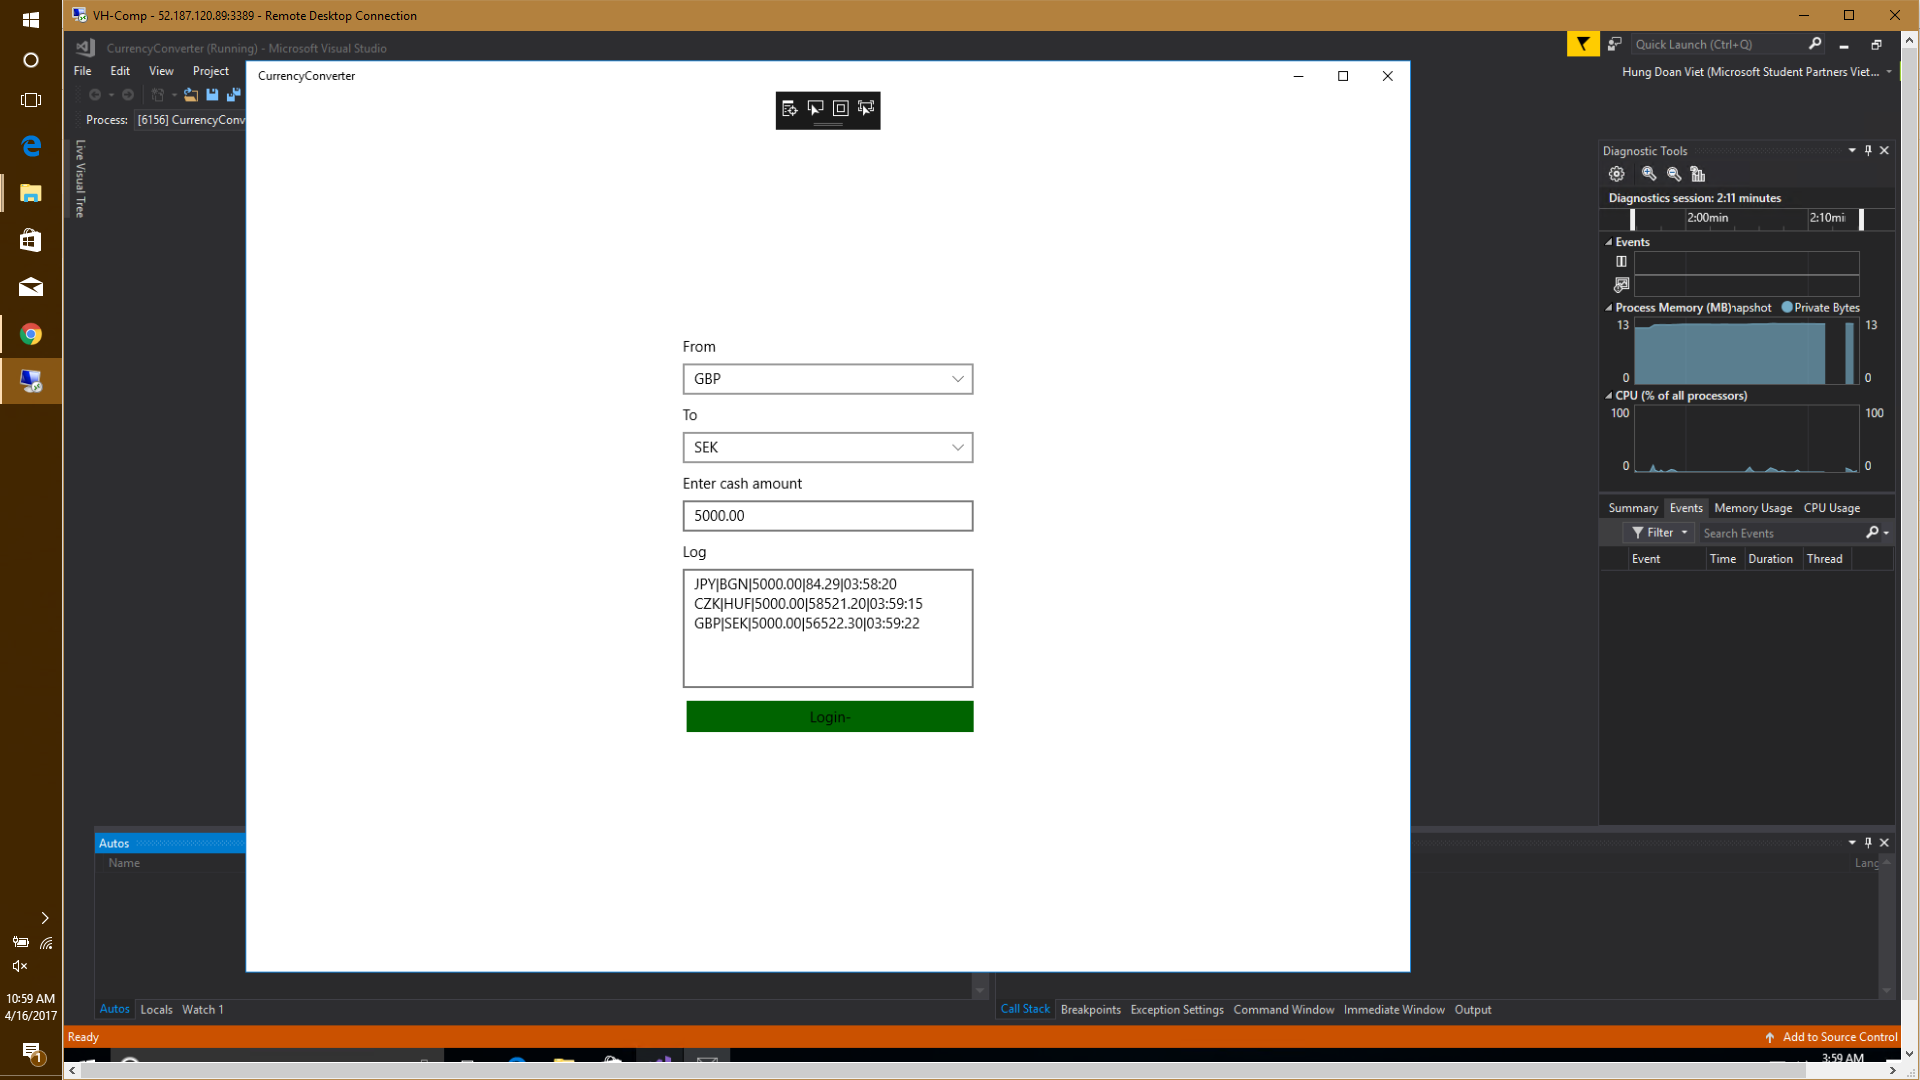 VH-Comp - 52.187.120.89:3389 - Remote Desktop Connection
CurrencyConverter (Running) - Microsoft Visual Studio
Quick Launch (Ctrl+Q)
File Edit View Project
Hung Doan Viet (Microsoft Student Partners Viet...
Process: [6156] CurrencyConv
Live Visual Tree
CurrencyConverter
From
GBP
To
SEK
Enter cash amount
5000.00
Log
JPY|BGN|5000.00|84.29|03:58:20
CZK|HUF|5000.00|58521.20|03:59:15
GBP|SEK|5000.00|56522.30|03:59:22
Login-
Diagnostic Tools
Diagnostics session: 2:11 minutes
2:00min 2:10mi
Events
Process Memory (MB) napshot Private Bytes
13 13
0 0
CPU (% of all processors)
100 100
0 0
Summary Events Memory Usage CPU Usage
Filter Search Events
Event Time Duration Thread
Autos
Name
Lang
Autos Locals Watch 1
Call Stack Breakpoints Exception Settings Command Window Immediate Window Output
Ready
Add to Source Control
3:59 AM
10:59 AM
4/16/2017
1